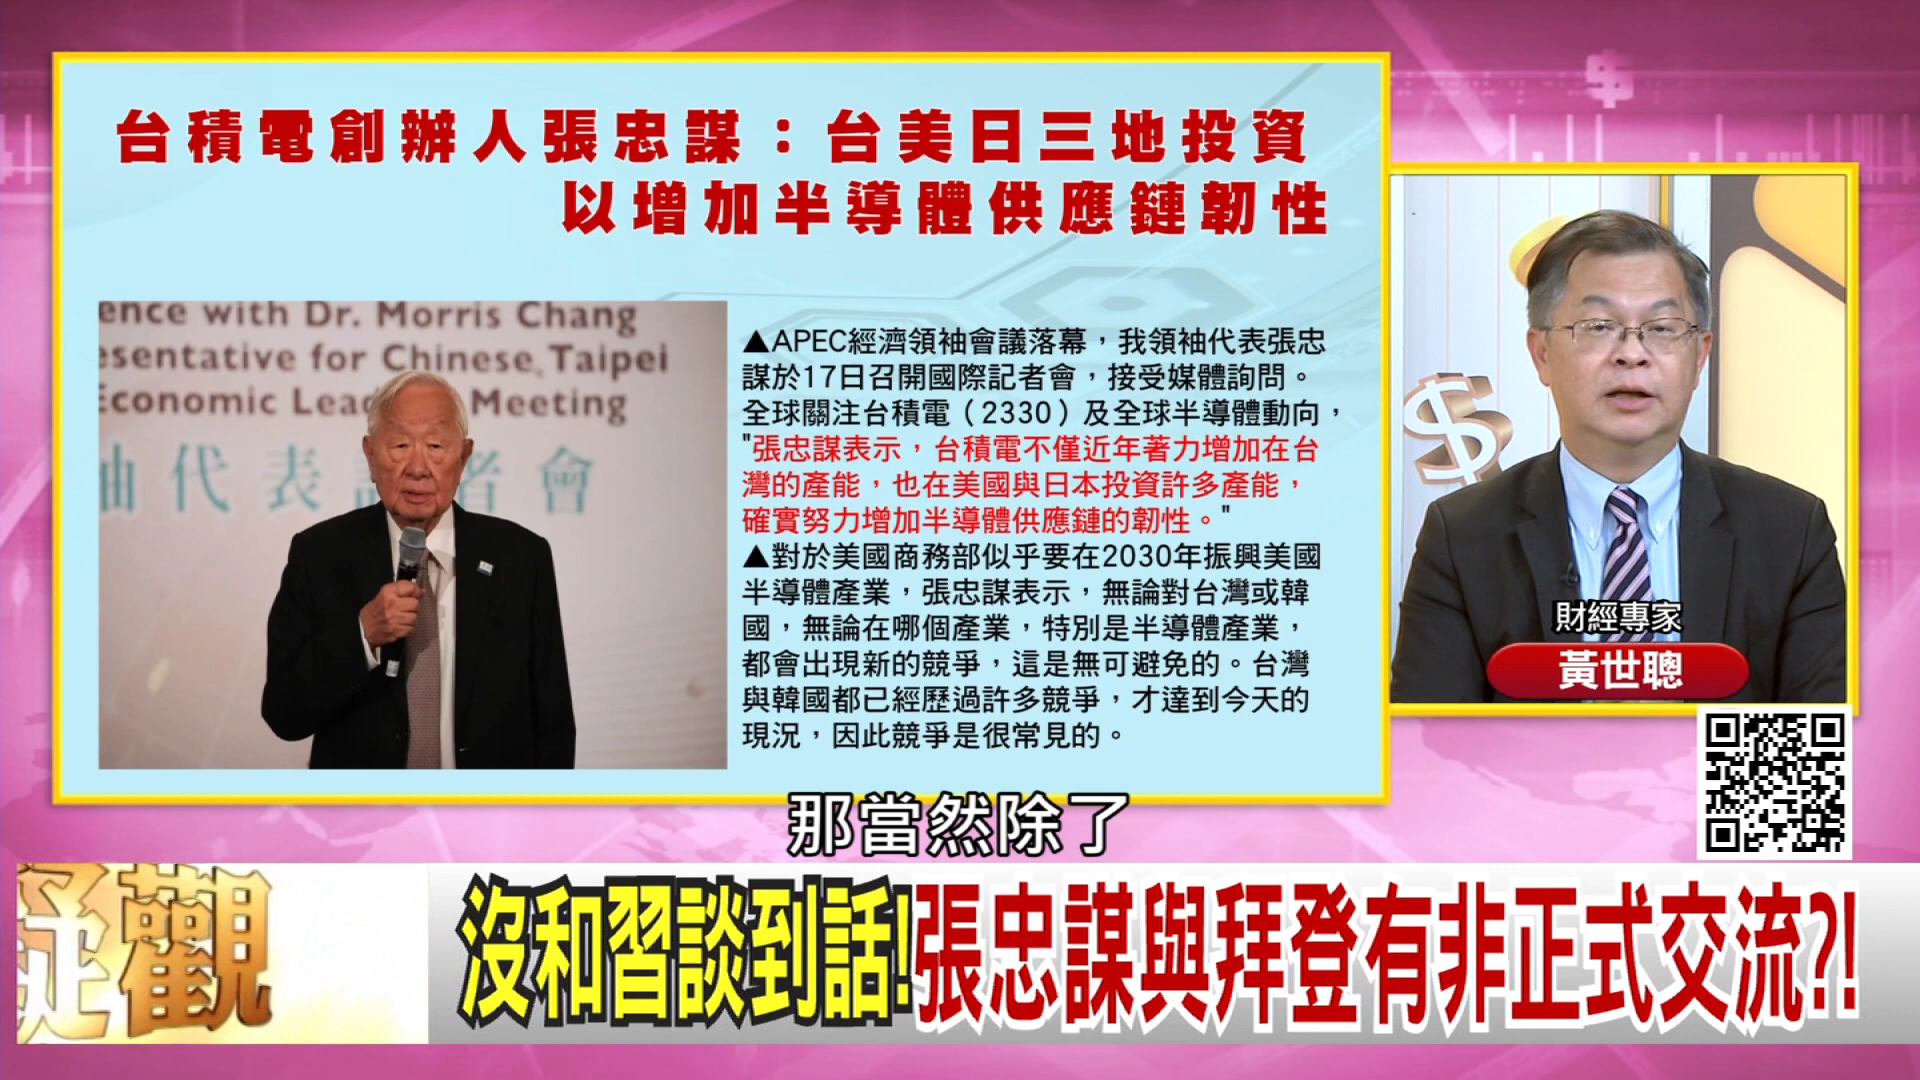 台積電創辦人張忠謀：台美日三地投資
以增加半導體供應鏈韌性
ence with Dr. Morris Chang
esentative for Chinese Taipei
Economic Lead Meeting
袖代表記者會
▲APEC經濟領袖會議落幕，我領袖代表張忠
謀於17日召開國際記者會，接受媒體詢問。
全球關注台積電（2330）及全球半導體動向，
"張忠謀表示，台積電不僅近年著力增加在台
灣的產能，也在美國與日本投資許多產能，
確實努力增加半導體供應鏈的韌性。"
▲對於美國商務部似乎要在2030年振興美國
半導體產業，張忠謀表示，無論對台灣或韓
國，無論在哪個產業，特別是半導體產業，
都會出現新的競爭，這是無可避免的。台灣
與韓國都已經歷過許多競爭，才達到今天的
現況，因此競爭是很常見的。
財經專家
黃世聰
那當然除了
觀
沒和習談到話!張忠謀與拜登有非正式交流?!